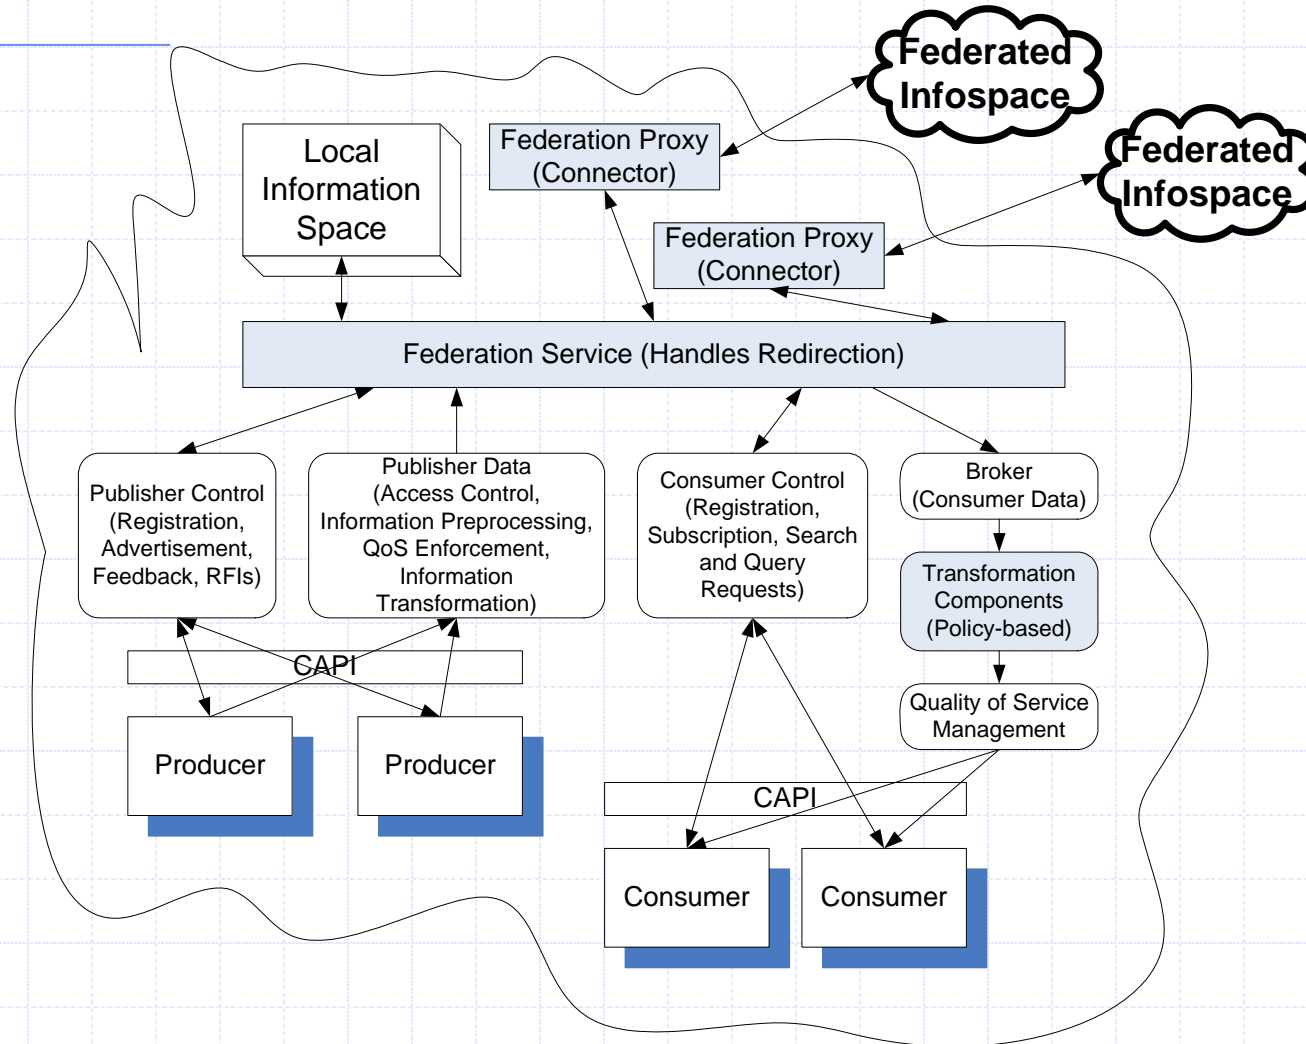 Federated
Infospace
Federated
Infospace
Local
Information
Space
Federation Proxy
(Connector)
Federation Proxy
(Connector)
Federation Service (Handles Redirection)
Publisher Control
(Registration,
Advertisement,
Feedback, RFIs)
Publisher Data
(Access Control,
Information Preprocessing,
QoS Enforcement,
Information
Transformation)
Consumer Control
(Registration,
Subscription, Search
and Query
Requests)
Broker
(Consumer Data)
Transformation
Components
(Policy-based)
Quality of Service
Management
CAPI
Producer
Producer
CAPI
Consumer
Consumer